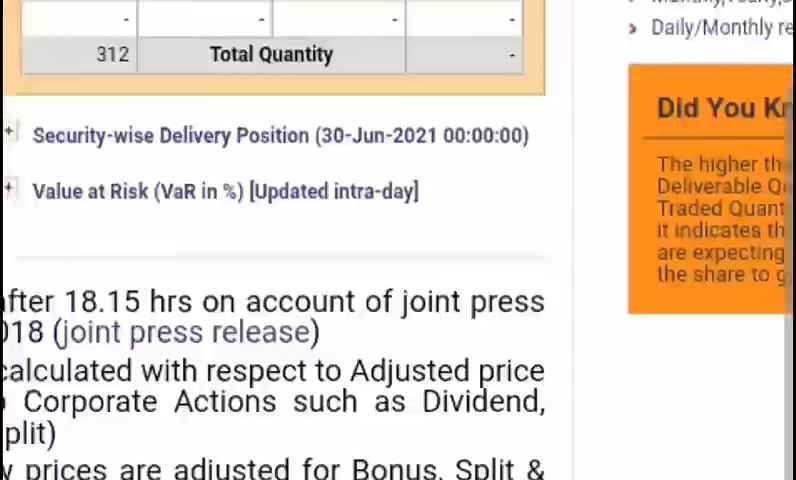 - - - -
312 Total Quantity -
Security-wise Delivery Position (30-Jun-2021 00:00:00)
Value at Risk (VaR in %) [Updated intra-day]
after 18.15 hrs on account of joint press
018 (joint press release)
calculated with respect to Adjusted price
Corporate Actions such as Dividend,
plit)
prices are adjusted for Bonus, Split &
Daily/Monthly re
Did You Kn
The higher th
Deliverable Q
Traded Quant
it indicates th
are expecting
the share to g